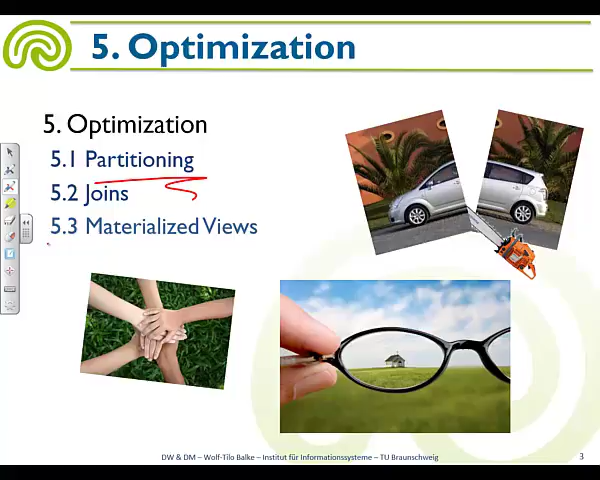 5. Optimization
5. Optimization
5.1 Partitioning
5.2 Joins
5.3 Materialized Views
DW & DM – Wolf-Tilo Balke – Institut für Informationssysteme – TU Braunschweig
3